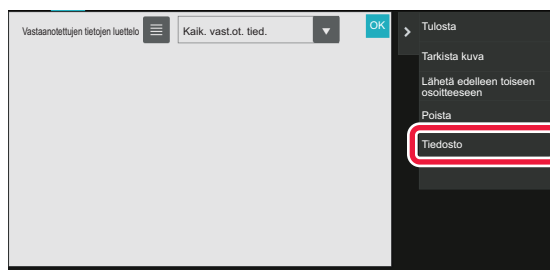 Vastaanotettujen tietojen luettelo
Kaik. vast.ot. tied.
OK
Tulosta
Tarkista kuva
Lähetä edelleen toiseen
osoitteeseen
Poista
Tiedosto